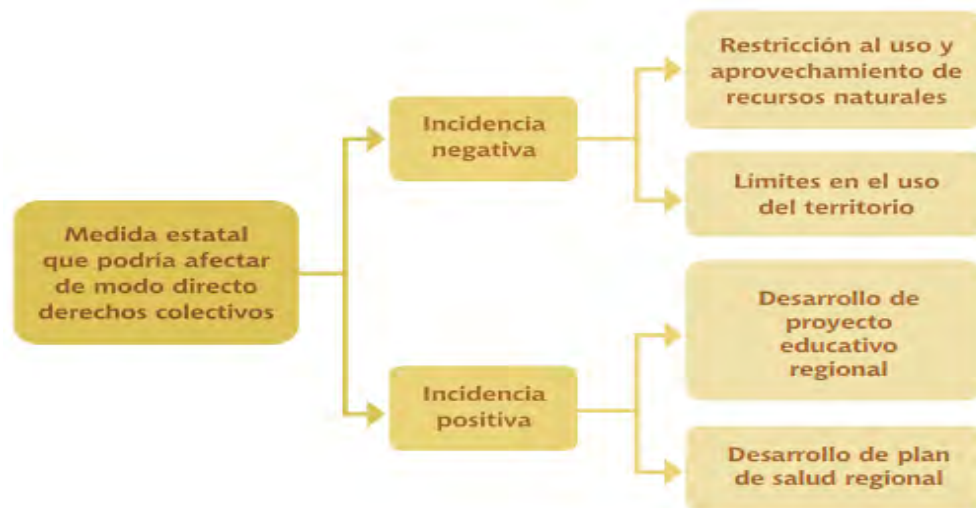 Medida estatal
que podría afectar
de modo directo
derechos colectivos
Incidencia
negativa
Restricción al uso y
aprovechamiento de
recursos naturales
Límites en el uso
del territorio
Incidencia
positiva
Desarrollo de
proyecto
educativo
regional
Desarrollo de plan
de salud regional